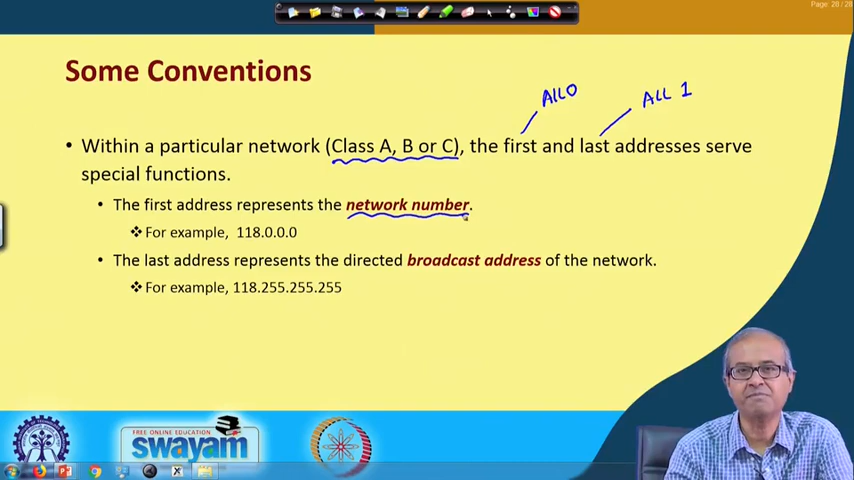 Page: 28 / 28
Some Conventions
ALL 0
ALL 1
• Within a particular network (Class A, B or C), the first and last addresses serve
special functions.
• The first address represents the network number.
❖For example, 118.0.0.0
• The last address represents the directed broadcast address of the network.
❖For example, 118.255.255.255
FREE ONLINE EDUCATION
swayam